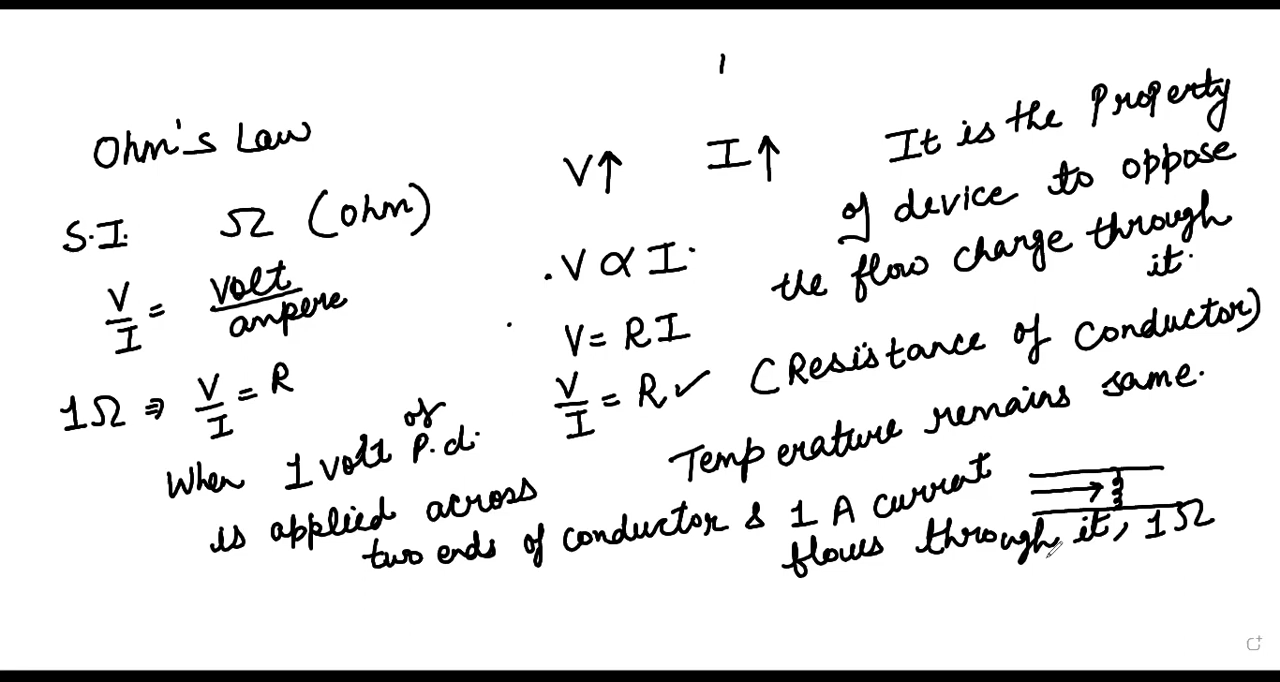 Ohm's Law
S.I. Ω (ohm)
V/I = volt/ampere
1Ω ⇒ V/I = R
V↑ I↑
V ∝ I
V = RI
V/I = R ✓ (Resistance of Conductor)
It is the Property
of device to oppose
the flow charge through
it.
Temperature remains same.
When 1 volt of P.d.
is applied across
two ends of conductor & 1 A current
flows through it, 1Ω